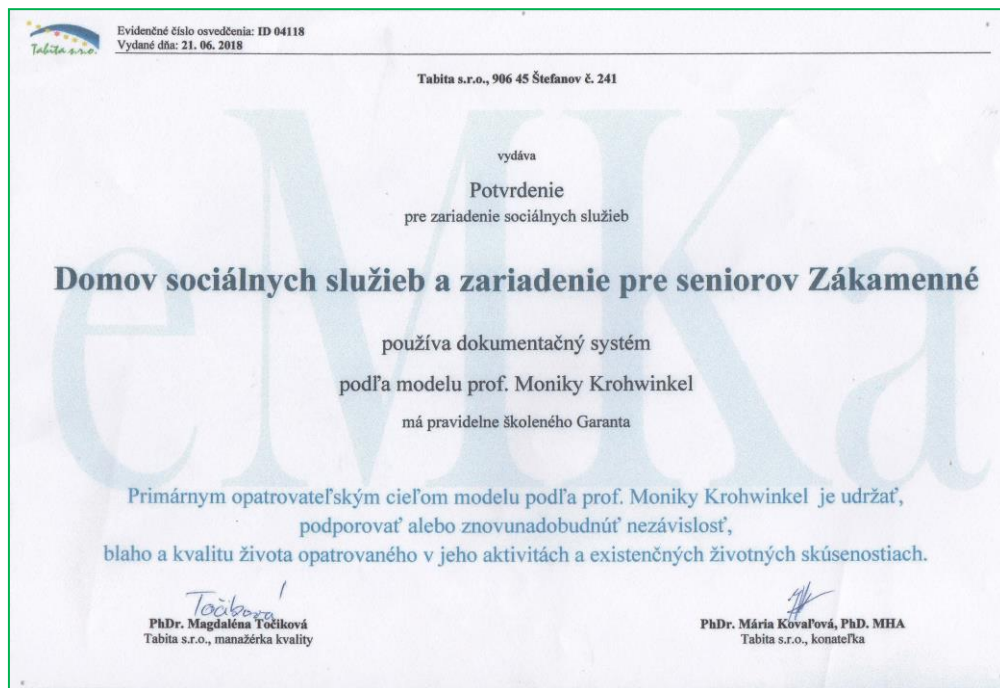 Tabita s.r.o.
Evidenčné číslo osvedčenia: ID 04118
Vydané dňa: 21. 06. 2018
Tabita s.r.o., 906 45 Štefanov č. 241
eMKa
vydáva
Potvrdenie
pre zariadenie sociálnych služieb
Domov sociálnych služieb a zariadenie pre seniorov Zákamenné
používa dokumentačný systém
podľa modelu prof. Moniky Krohwinkel
má pravidelne školeného Garanta
Primárnym opatrovateľským cieľom modelu podľa prof. Moniky Krohwinkel je udržať,
podporovať alebo znovunadobudnúť nezávislosť,
blaho a kvalitu života opatrovaného v jeho aktivitách a existenčných životných skúsenostiach.
Točiková
PhDr. Magdaléna Točiková
Tabita s.r.o., manažérka kvality
PhDr. Mária Kovaľová, PhD. MHA
Tabita s.r.o., konateľka